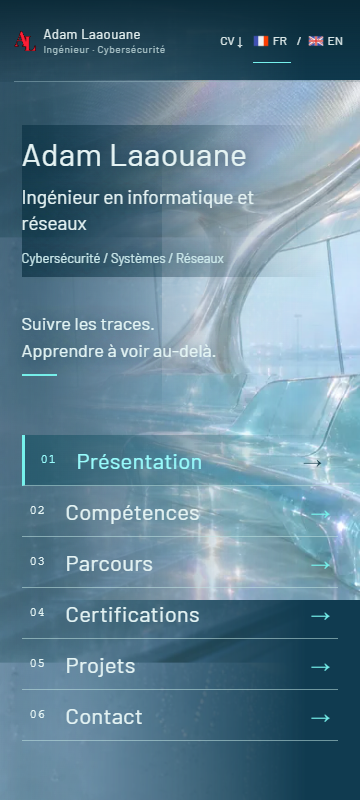 Adam Laaouane
Ingénieur · Cybersécurité
CV ↓ FR / EN
Adam Laaouane
Ingénieur en informatique et
réseaux
Cybersécurité / Systèmes / Réseaux
Suivre les traces.
Apprendre à voir au-delà.
01 Présentation →
02 Compétences →
03 Parcours →
04 Certifications →
05 Projets →
06 Contact →